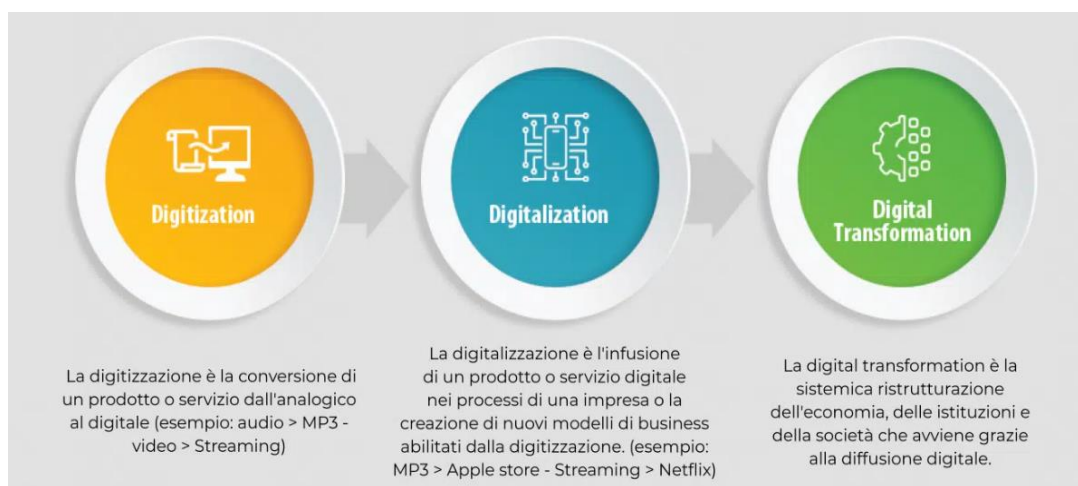 Digitization
La digitizzazione è la conversione di
un prodotto o servizio dall'analogico
al digitale (esempio: audio > MP3 -
video > Streaming)
Digitalization
La digitalizzazione è l'infusione
di un prodotto o servizio digitale
nei processi di una impresa o la
creazione di nuovi modelli di business
abilitati dalla digitizzazione. (esempio:
MP3 > Apple store - Streaming > Netflix)
Digital
Transformation
La digital transformation è la
sistemica ristrutturazione
dell'economia, delle istituzioni e
della società che avviene grazie
alla diffusione digitale.